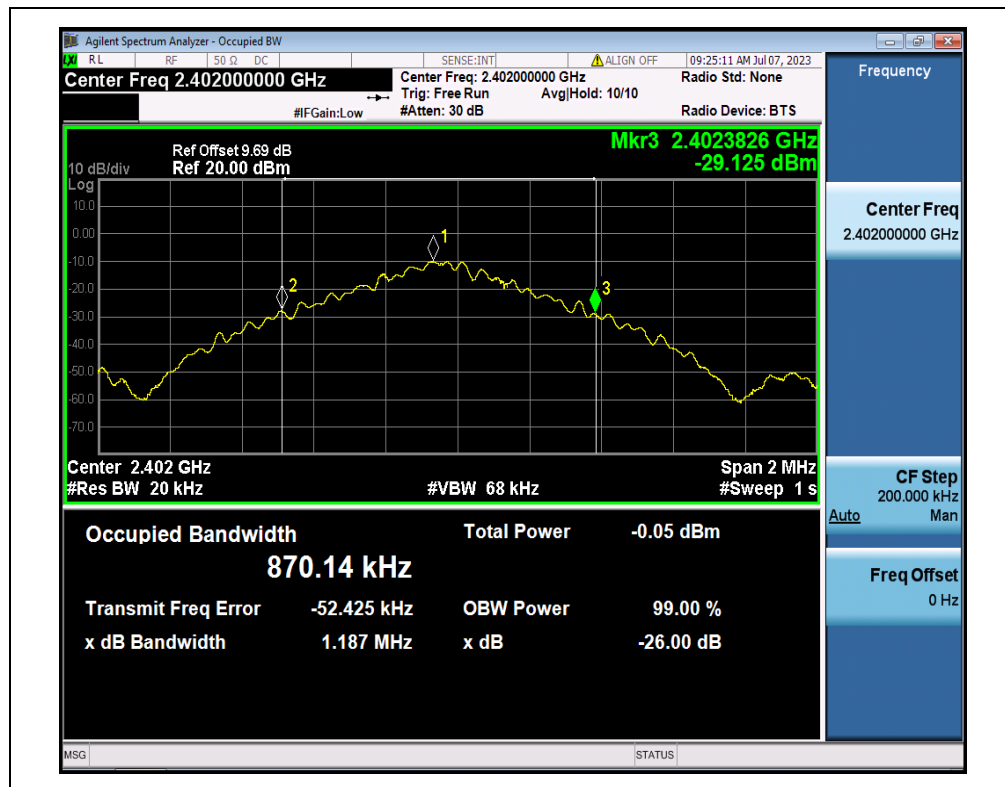 Agilent Spectrum Analyzer - Occupied BW
LXI RL RF 50 Ω DC SENSE:INT ALIGN OFF 09:25:11 AM Jul 07, 2023
Center Freq 2.402000000 GHz
Center Freq: 2.402000000 GHz
Radio Std: None
Trig: Free Run Avg|Hold: 10/10
#IFGain:Low #Atten: 30 dB Radio Device: BTS
Frequency
Mkr3 2.4023826 GHz
-29.125 dBm
Ref Offset 9.69 dB
10 dB/div Ref 20.00 dBm
Log
10.0
0.00
-10.0
-20.0
-30.0
-40.0
-50.0
-60.0
-70.0
1
2
3
Center 2.402 GHz Span 2 MHz
#Res BW 20 kHz #VBW 68 kHz #Sweep 1 s
Occupied Bandwidth Total Power -0.05 dBm
870.14 kHz
Transmit Freq Error -52.425 kHz OBW Power 99.00 %
x dB Bandwidth 1.187 MHz x dB -26.00 dB
Center Freq
2.402000000 GHz
CF Step
200.000 kHz
Auto Man
Freq Offset
0 Hz
MSG STATUS